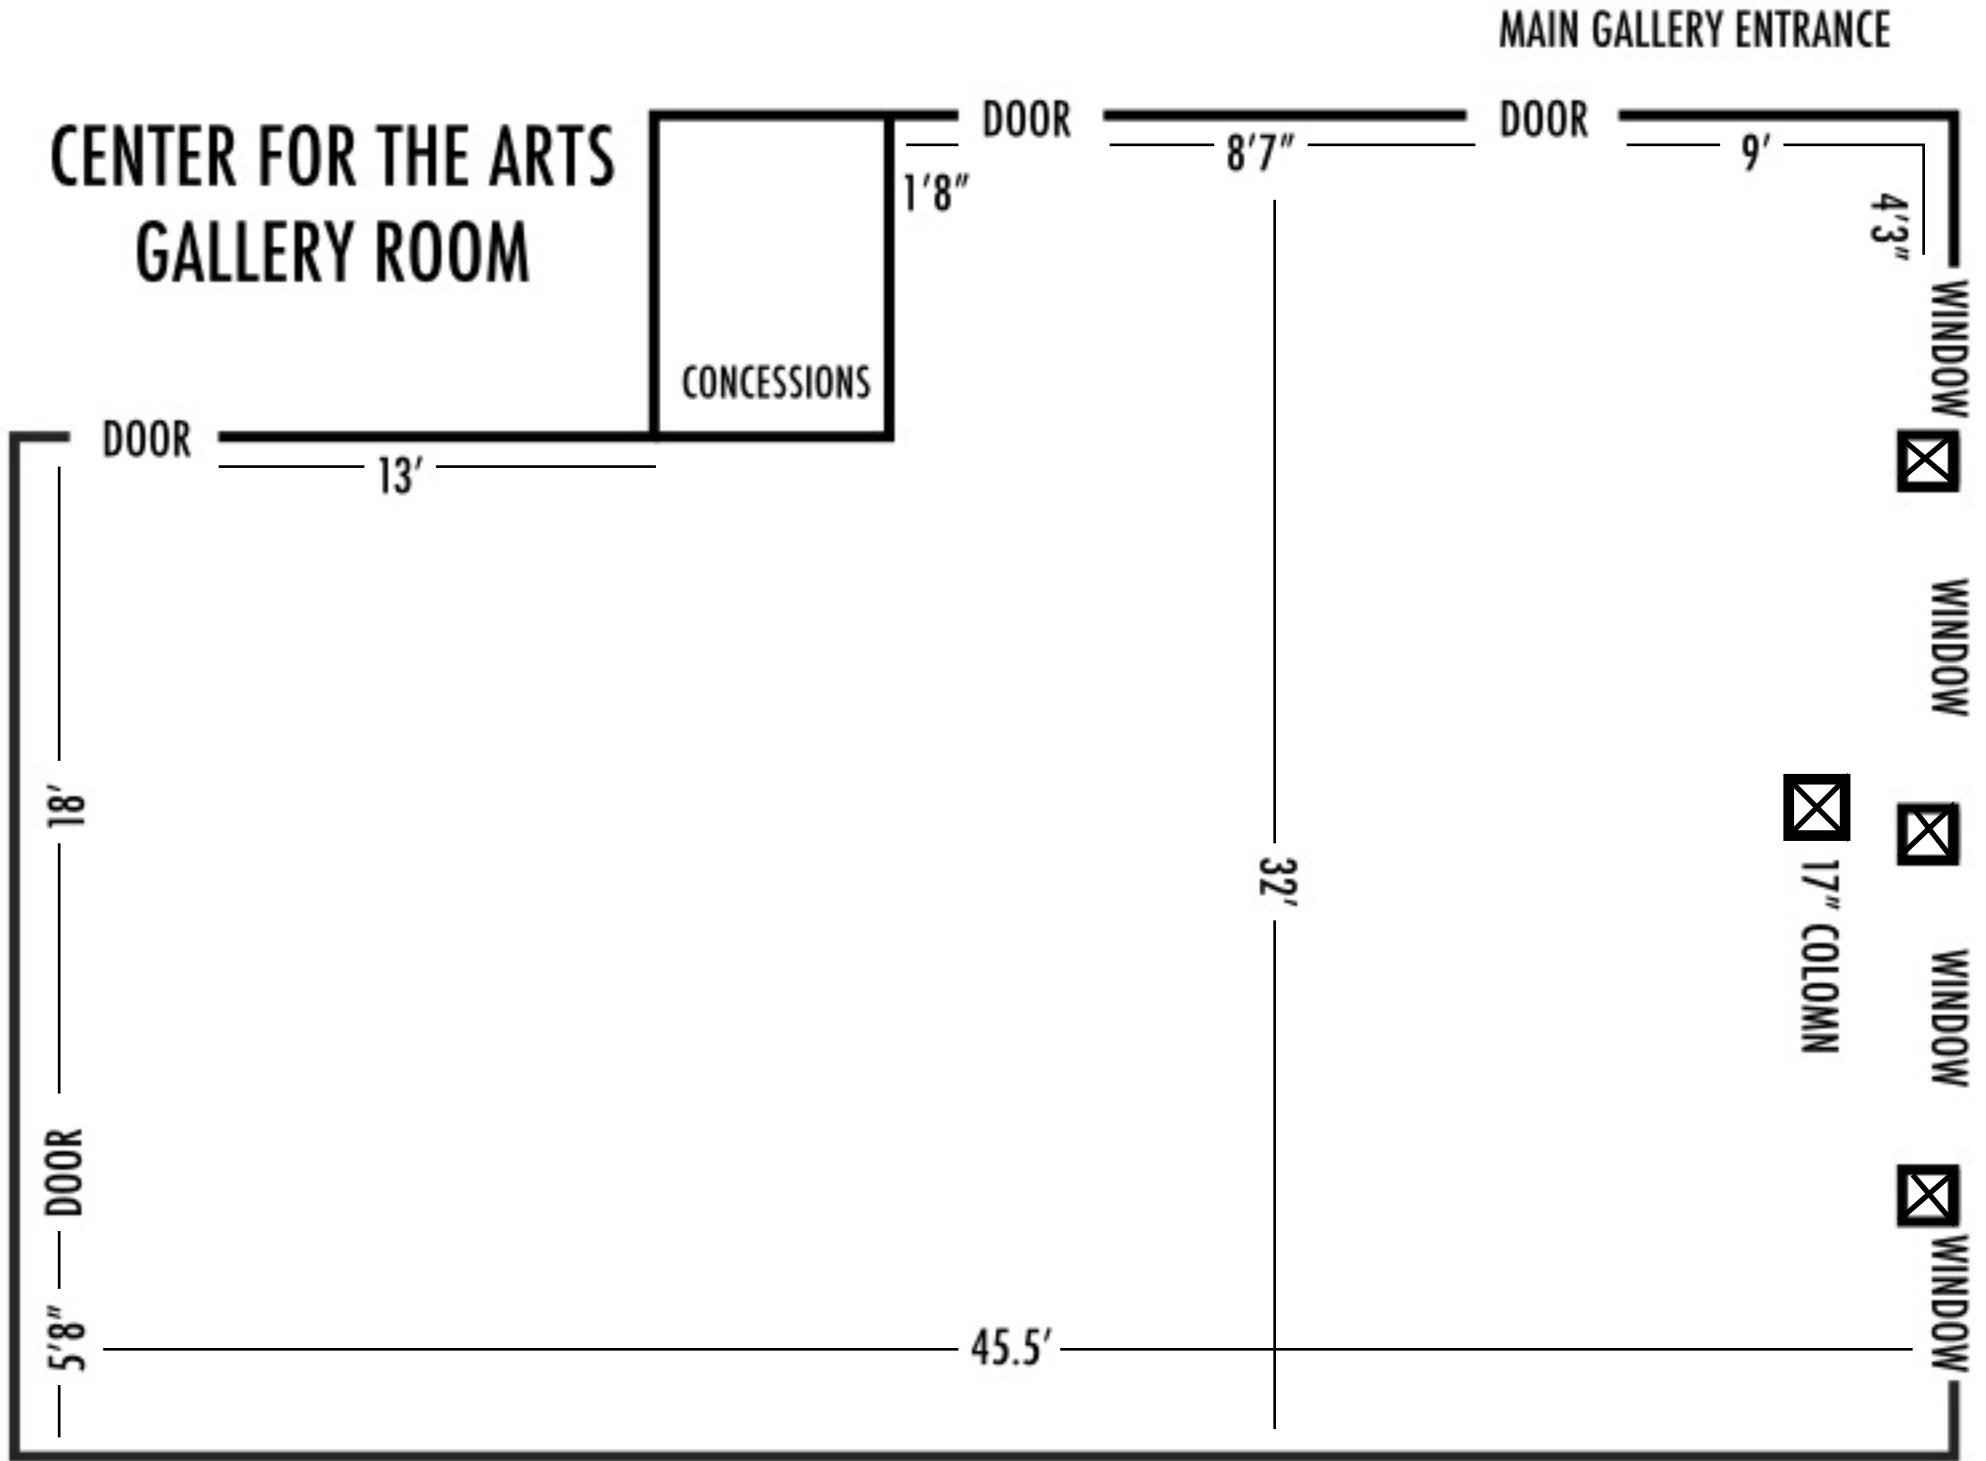 MAIN GALLERY ENTRANCE
CENTER FOR THE ARTS
GALLERY ROOM
DOOR
DOOR
1'8"
8'7"
9'
4'3"
CONCESSIONS
WINDOW
DOOR
13'
WINDOW
18'
32'
17" COLOMN
WINDOW
DOOR
WINDOW
5'8"
45.5'